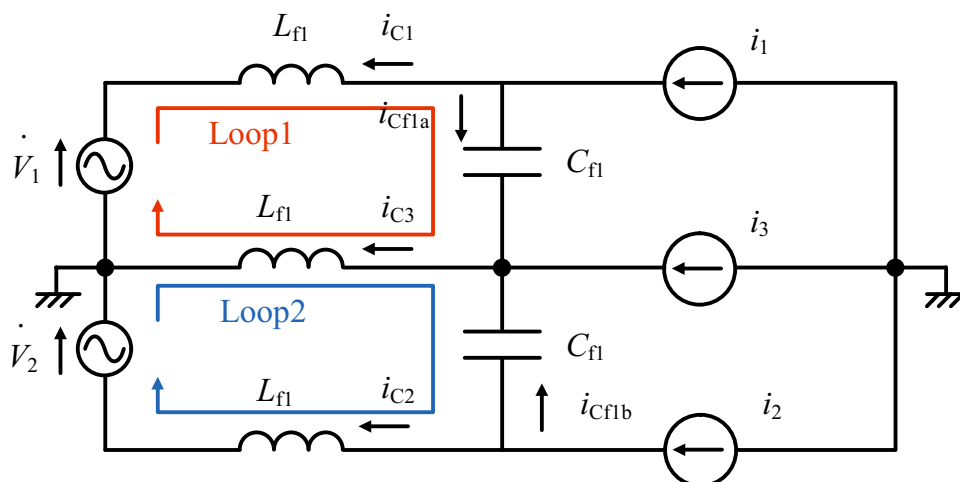 L_f1 i_C1 i_1
i_Cf1a
Loop1
V̇_1 C_f1
L_f1 i_C3 i_3
Loop2
V̇_2 C_f1
L_f1 i_C2 i_Cf1b i_2